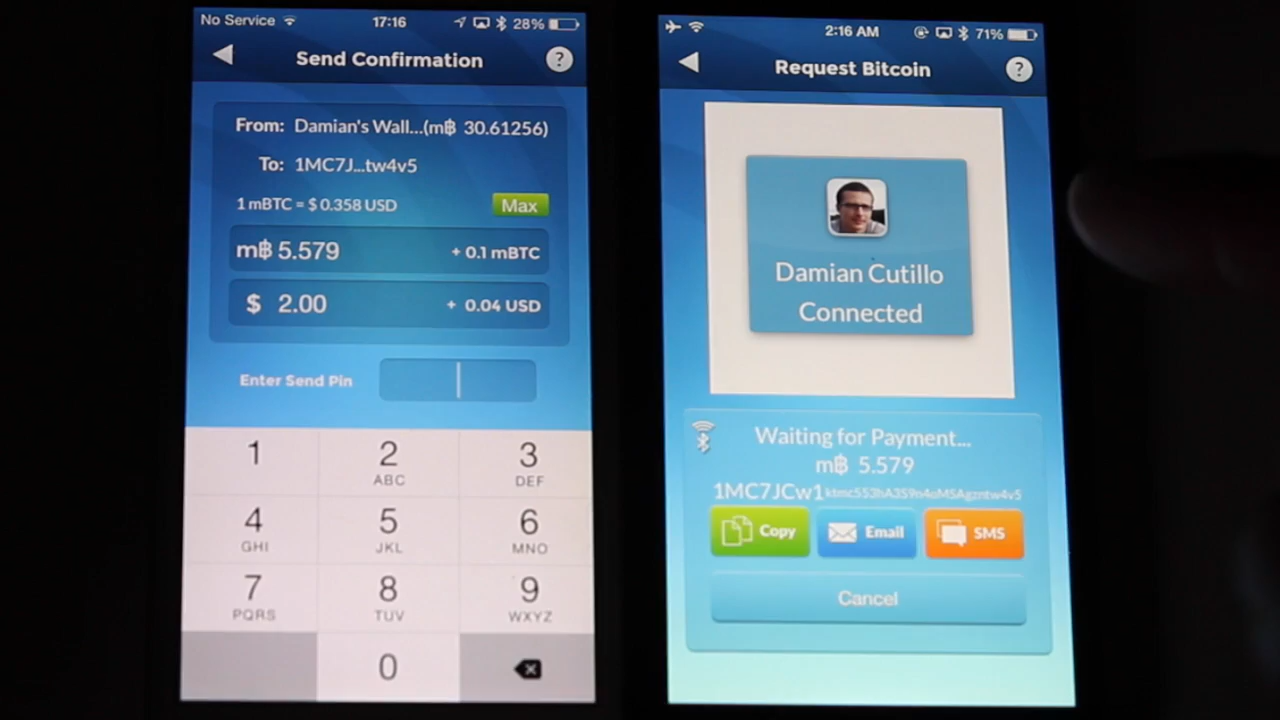 No Service 17:16 28%
Send Confirmation ?
From: Damian's Wall...(m฿ 30.61256)
To: 1MC7J...tw4v5
1 mBTC = $ 0.358 USD Max
m฿ 5.579 + 0.1 mBTC
$ 2.00 + 0.04 USD
Enter Send Pin
1 2 3
ABC DEF
4 5 6
GHI JKL MNO
7 8 9
PQRS TUV WXYZ
0
2:16 AM 71%
Request Bitcoin ?
Damian Cutillo
Connected
Waiting for Payment...
m฿ 5.579
1MC7JCw1
Copy Email SMS
Cancel